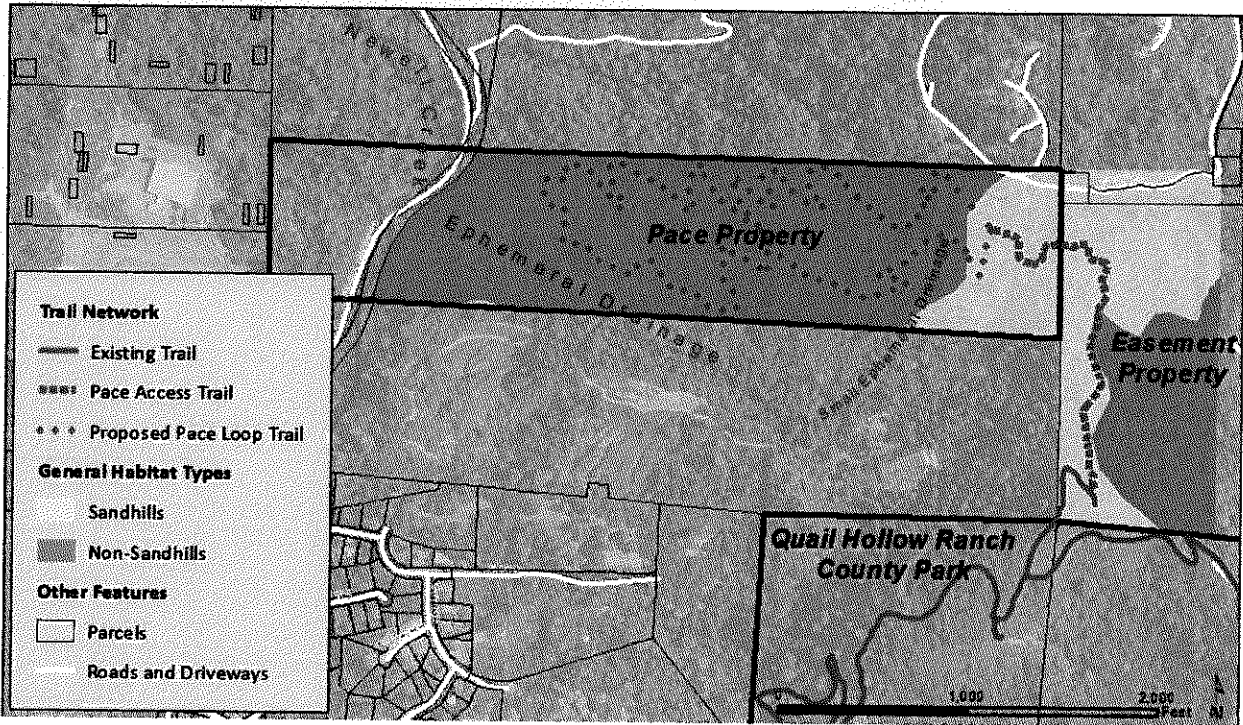 Newell Creek
Ephemeral Drainage
Pace Property
Small Ephemeral Drainage
Easement
Property
Quail Hollow Ranch
County Park
Trail Network
Existing Trail
Pace Access Trail
Proposed Pace Loop Trail
General Habitat Types
Sandhills
Non-Sandhills
Other Features
Parcels
Roads and Driveways
0 1,000 2,000
Feet
N